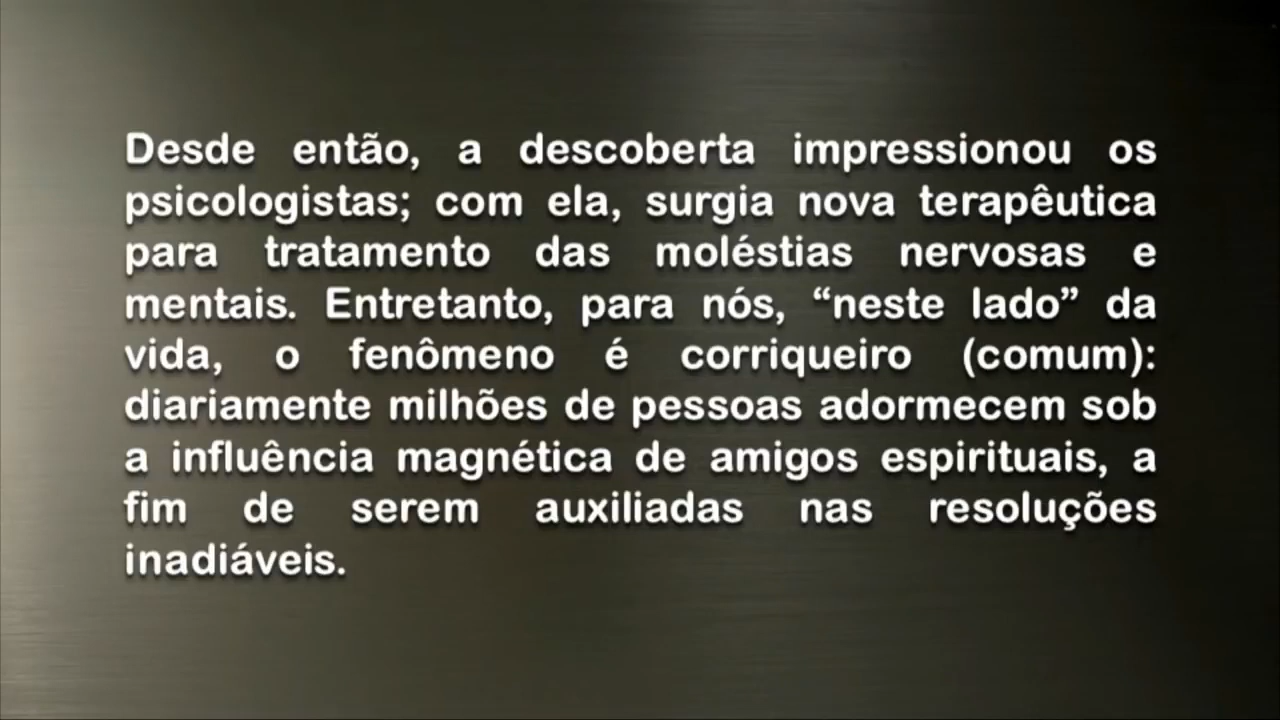 Desde então, a descoberta impressionou os
psicologistas; com ela, surgia nova terapêutica
para tratamento das moléstias nervosas e
mentais. Entretanto, para nós, “neste lado” da
vida, o fenômeno é corriqueiro (comum):
diariamente milhões de pessoas adormecem sob
a influência magnética de amigos espirituais, a
fim de serem auxiliadas nas resoluções
inadiáveis.